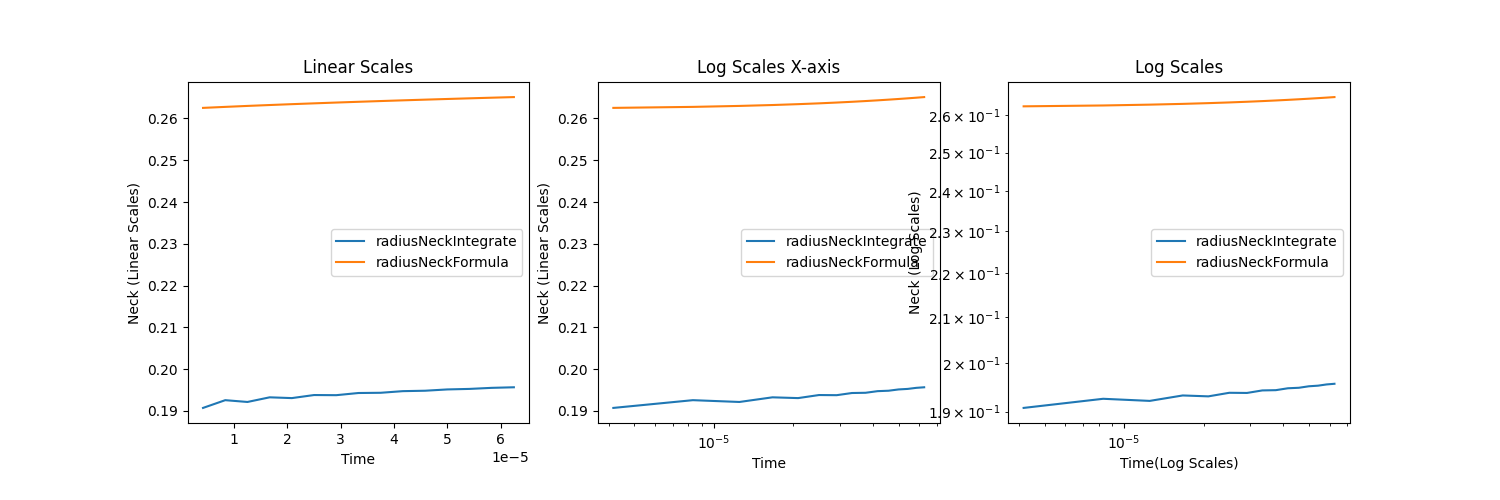 Linear Scales
Neck (Linear Scales)
0.26
0.25
0.24
0.23
0.22
0.21
0.20
0.19
radiusNeckIntegrate
radiusNeckFormula
1 2 3 4 5 6
1e−5
Time
Log Scales X-axis
Neck (Linear Scales)
0.26
0.25
0.24
0.23
0.22
0.21
0.20
0.19
radiusNeckIntegrate
radiusNeckFormula
10⁻⁵
Time
Log Scales
Neck (Log Scales)
2.6 × 10⁻¹
2.5 × 10⁻¹
2.4 × 10⁻¹
2.3 × 10⁻¹
2.2 × 10⁻¹
2.1 × 10⁻¹
2 × 10⁻¹
1.9 × 10⁻¹
radiusNeckIntegrate
radiusNeckFormula
10⁻⁵
Time(Log Scales)